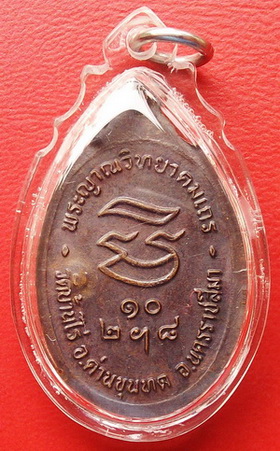 พระญาณวิทยาคมเถร
๑๐
วัดบ้านไร่ อ.ด่านขุนทด จ.นครราชสีมา